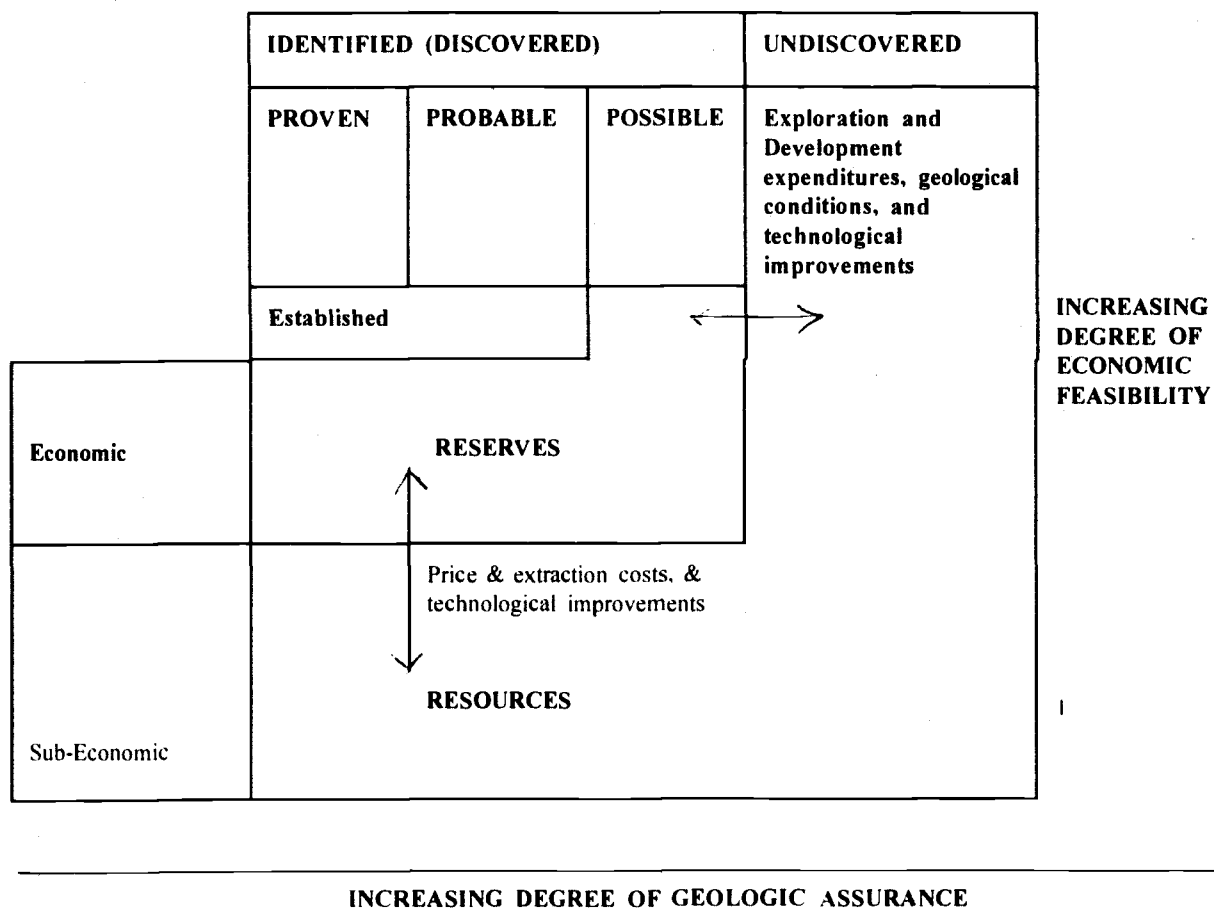 IDENTIFIED (DISCOVERED)
UNDISCOVERED
PROVEN
PROBABLE
POSSIBLE
Exploration and
Development
expenditures, geological
conditions, and
technological
improvements
Established
INCREASING
DEGREE OF
ECONOMIC
FEASIBILITY
Economic
RESERVES
Price & extraction costs, &
technological improvements
RESOURCES
Sub-Economic
INCREASING DEGREE OF GEOLOGIC ASSURANCE